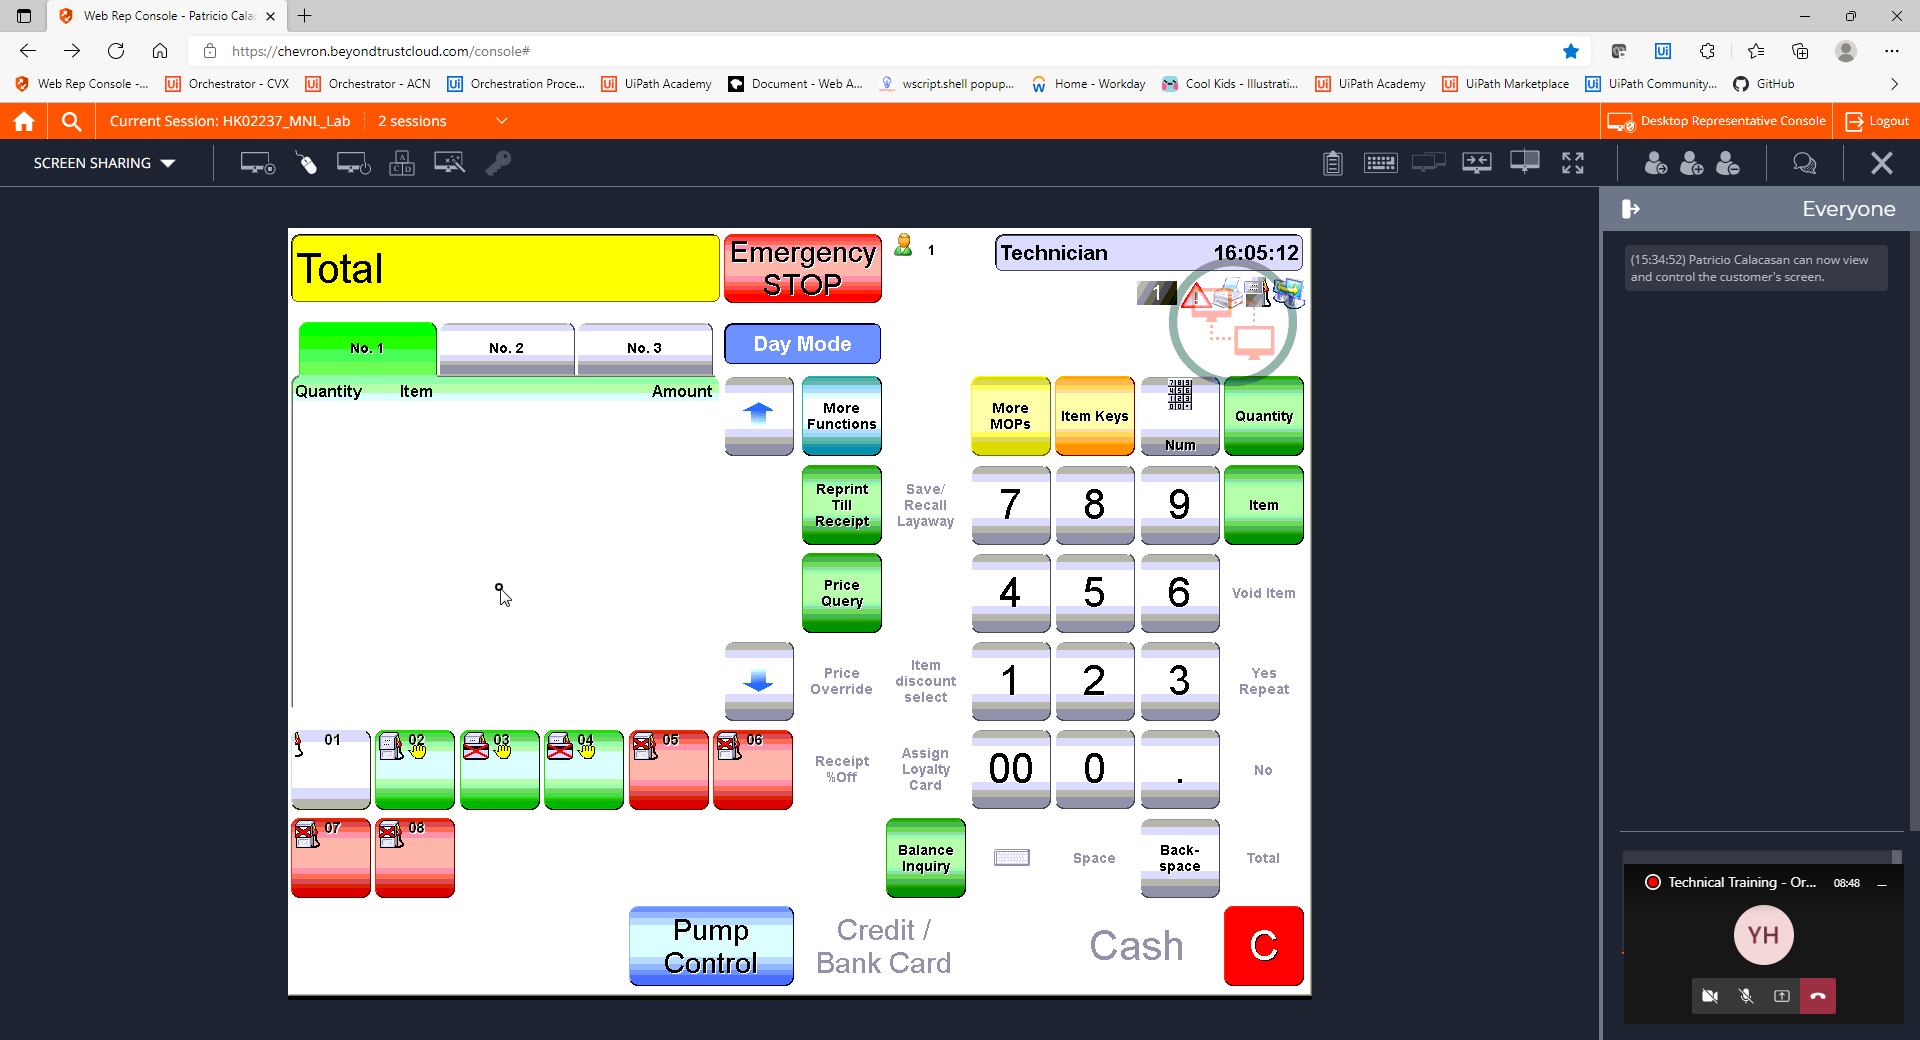 Web Rep Console - Patricio Cala
https://chevron.beyondtrustcloud.com/console#
Web Rep Console -...
Orchestrator - CVX
Orchestrator - ACN
Orchestration Proce...
UiPath Academy
Document - Web A...
wscript.shell popup...
Home - Workday
Cool Kids - Illustrati...
UiPath Academy
UiPath Marketplace
UiPath Community...
GitHub
Current Session: HK02237_MNL_Lab
2 sessions
Desktop Representative Console
Logout
SCREEN SHARING
Everyone
(15:34:52) Patricio Calacasan can now view
and control the customer's screen.
Total
Emergency
STOP
1
Technician 16:05:12
1
No. 1
No. 2
No. 3
Day Mode
Quantity Item Amount
More
Functions
More
MOPs
Item Keys
Num
Quantity
Reprint
Till
Receipt
Save/
Recall
Layaway
7
8
9
Item
Price
Query
4
5
6
Void Item
Price
Override
Item
discount
select
1
2
3
Yes
Repeat
01
02
03
04
05
06
Receipt
%Off
Assign
Loyalty
Card
00
0
.
No
07
08
Balance
Inquiry
Space
Back-
space
Total
Pump
Control
Credit /
Bank Card
Cash
C
Technical Training - Or...
08:48
YH